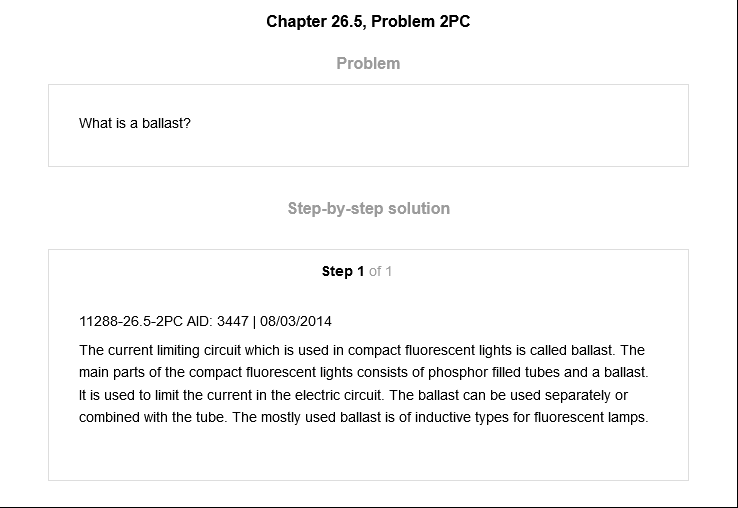 Chapter 26.5, Problem 2PC
Problem
What is a ballast?
Step-by-step solution
Step 1 of 1
11288-26.5-2PC AID: 3447 | 08/03/2014
The current limiting circuit which is used in compact fluorescent lights is called ballast. The
main parts of the compact fluorescent lights consists of phosphor filled tubes and a ballast.
It is used to limit the current in the electric circuit. The ballast can be used separately or
combined with the tube. The mostly used ballast is of inductive types for fluorescent lamps.